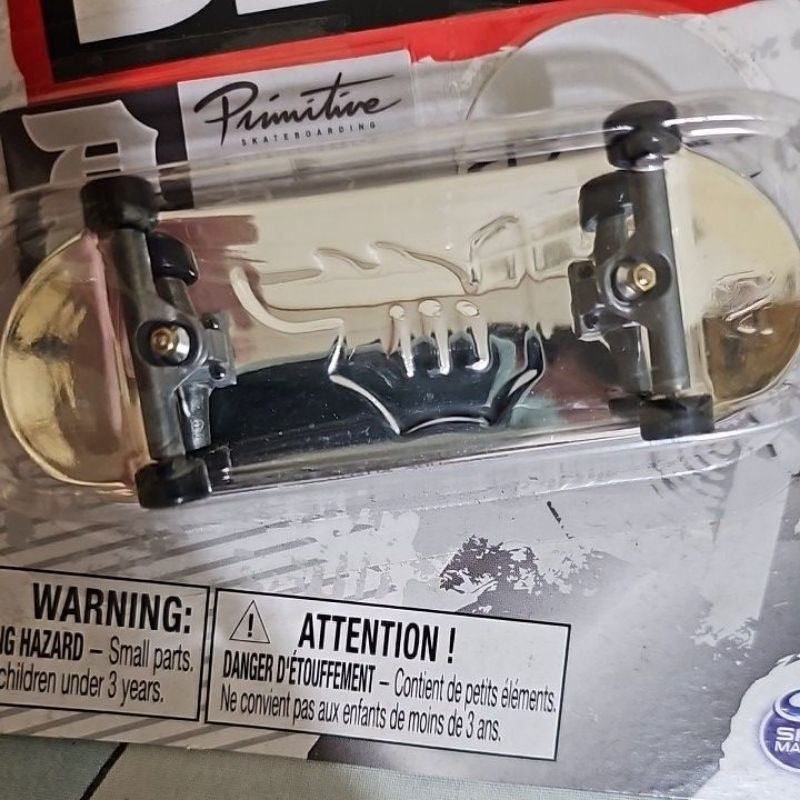 Primitive
SKATEBOARDING
WARNING:
HAZARD – Small parts.
children under 3 years.
ATTENTION !
DANGER D'ÉTOUFFEMENT – Contient de petits éléments.
Ne convient pas aux enfants de moins de 3 ans.